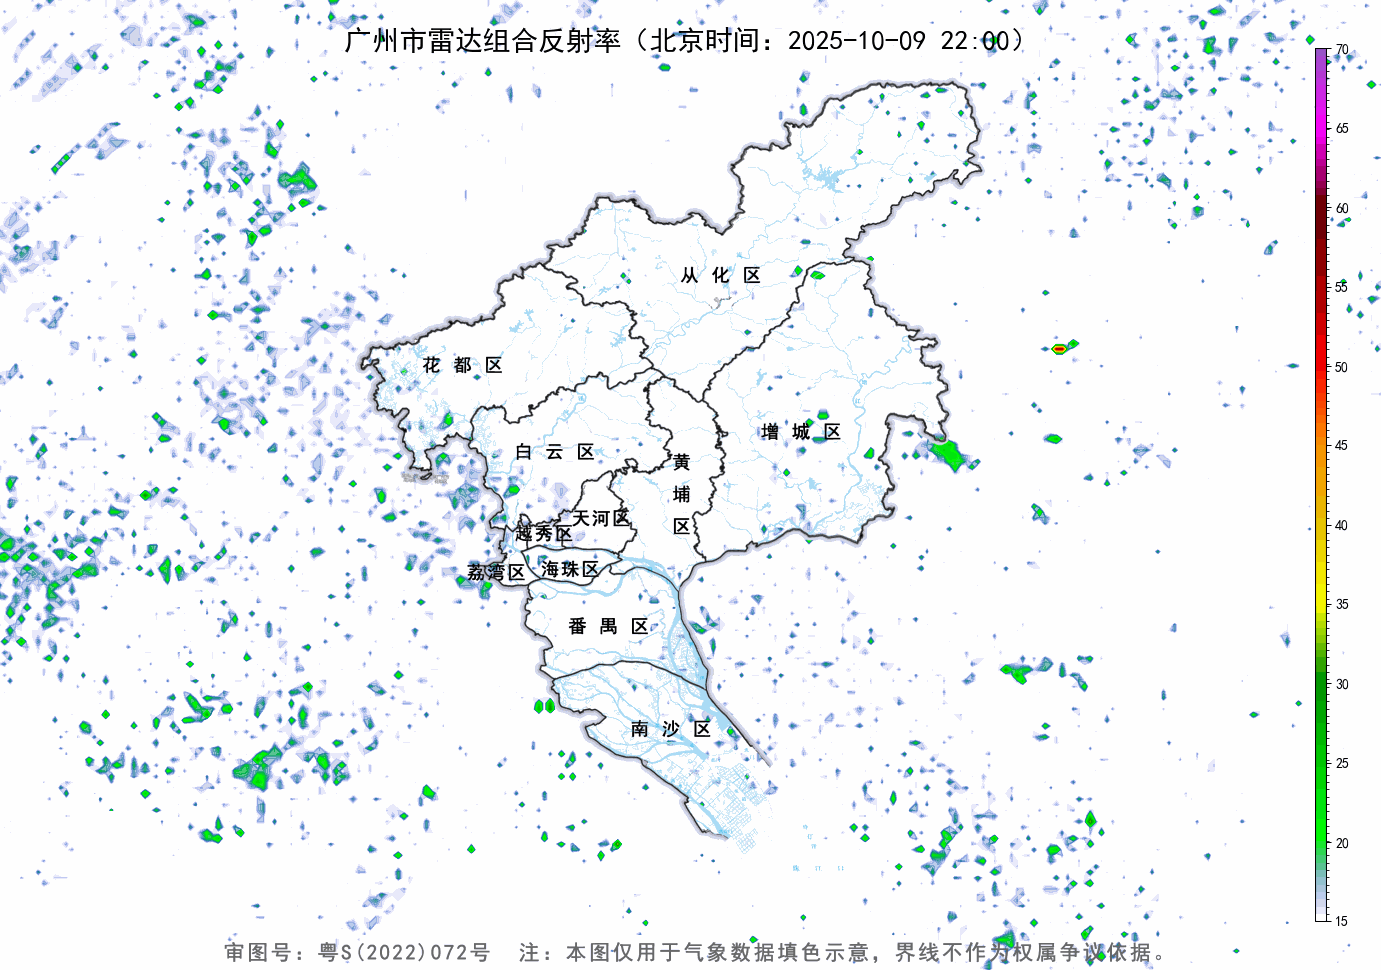 广州市雷达组合反射率（北京时间：2025-10-09 22:00）
70
65
60
55
50
45
40
35
30
25
20
15
从化区
花都区
增城区
白云区
黄埔区
天河区
越秀区
海珠区
荔湾区
番禺区
南沙区
审图号：粤S(2022)072号 注：本图仅用于气象数据填色示意，界线不作为权属争议依据。